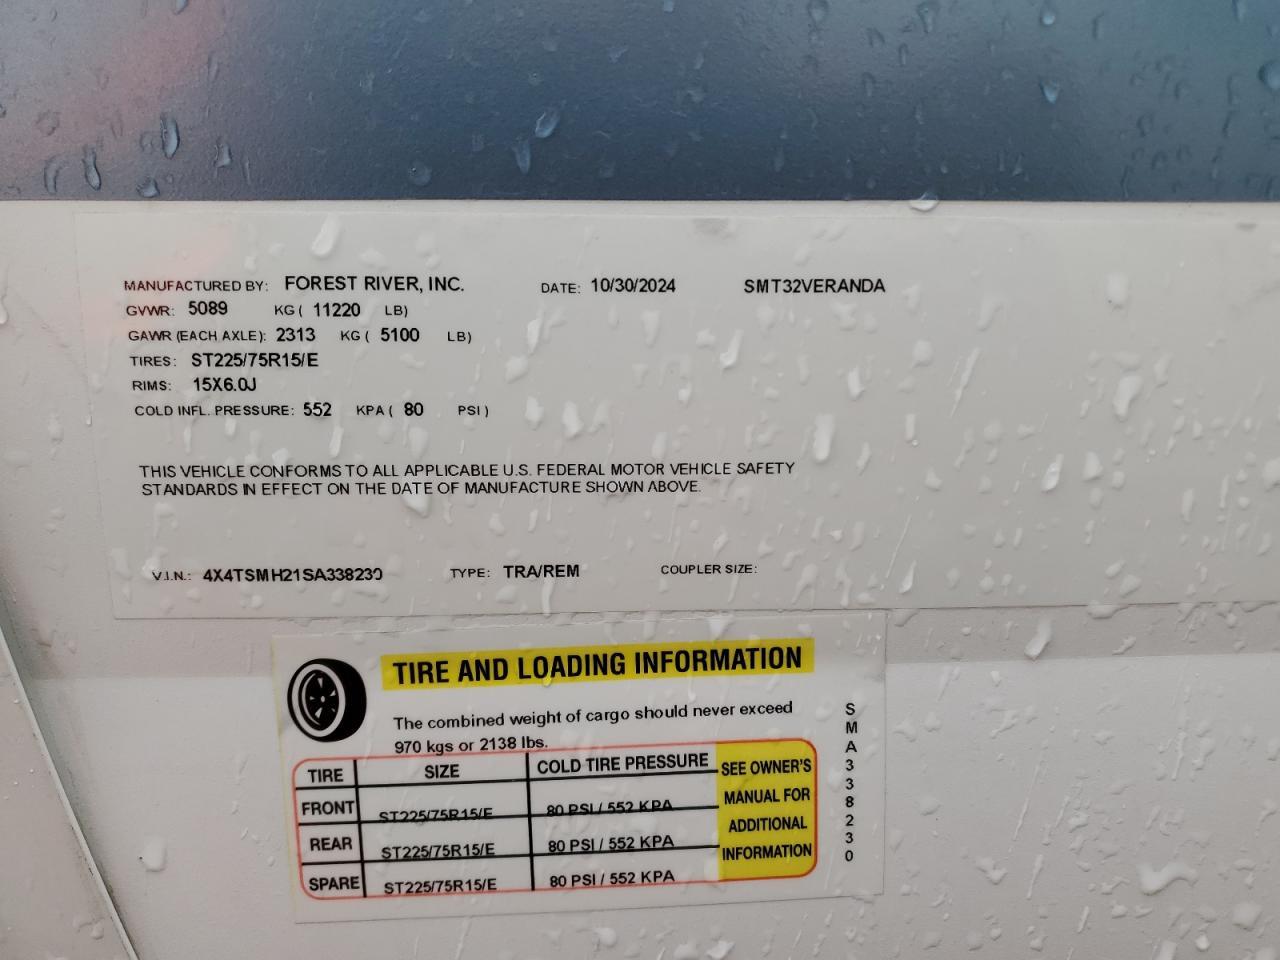 MANUFACTURED BY: FOREST RIVER, INC. DATE: 10/30/2024 SMT32VERANDA
GVWR: 5089 KG ( 11220 LB)
GAWR (EACH AXLE): 2313 KG ( 5100 LB)
TIRES: ST225/75R15/E
RIMS: 15X6.0J
COLD INFL. PRESSURE: 552 KPA ( 80 PSI )
THIS VEHICLE CONFORMS TO ALL APPLICABLE U.S. FEDERAL MOTOR VEHICLE SAFETY
STANDARDS IN EFFECT ON THE DATE OF MANUFACTURE SHOWN ABOVE.
V.I.N.: 4X4TSMH21SA338230 TYPE: TRA/REM COUPLER SIZE:
TIRE AND LOADING INFORMATION
The combined weight of cargo should never exceed
970 kgs or 2138 lbs.
TIRE SIZE COLD TIRE PRESSURE
FRONT ST225/75R15/E 80 PSI / 552 KPA
REAR ST225/75R15/E 80 PSI / 552 KPA
SPARE ST225/75R15/E 80 PSI / 552 KPA
SEE OWNER'S
MANUAL FOR
ADDITIONAL
INFORMATION
SMA338230